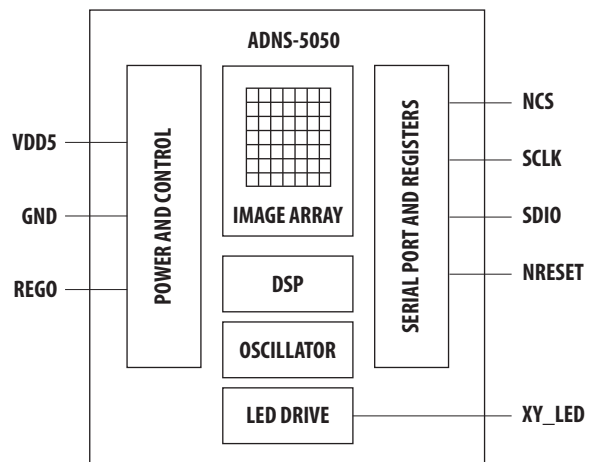 ADNS-5050
VDD5
GND
REGO
POWER AND CONTROL
IMAGE ARRAY
DSP
OSCILLATOR
LED DRIVE
SERIAL PORT AND REGISTERS
NCS
SCLK
SDIO
NRESET
XY_LED